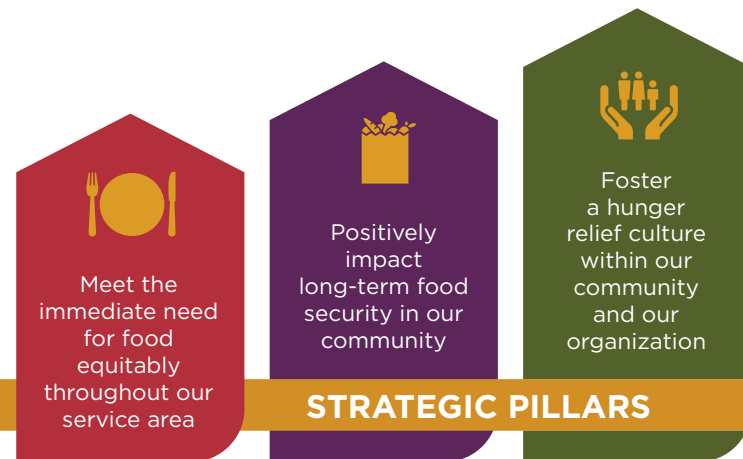 Meet the
immediate need
for food
equitably
throughout our
service area
Positively
impact
long-term food
security in our
community
Foster
a hunger
relief culture
within our
community
and our
organization
STRATEGIC PILLARS